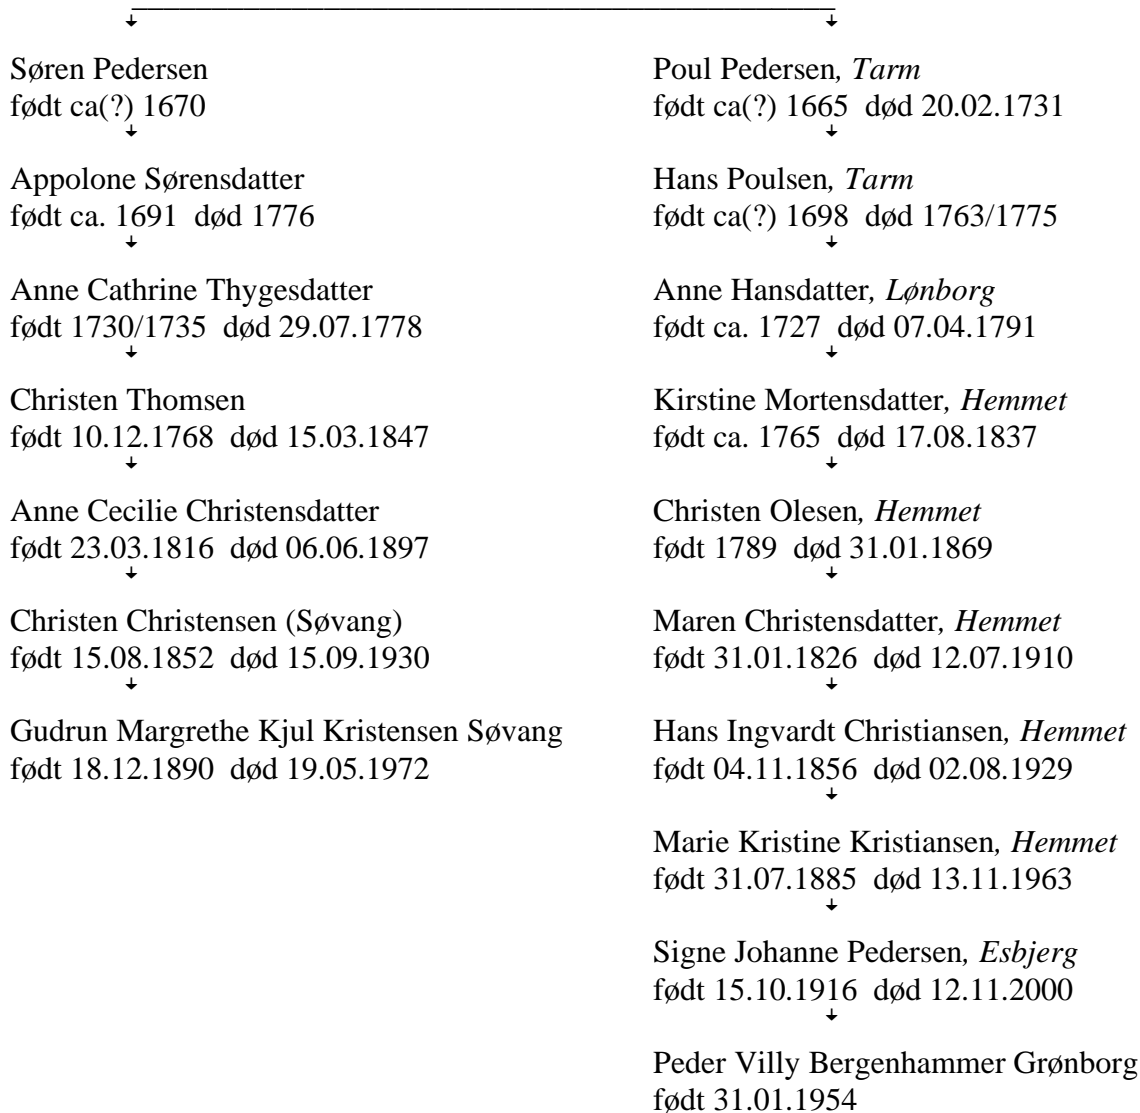 Søren Pedersen
født ca(?) 1670
Appolone Sørensdatter
født ca. 1691 død 1776
Anne Cathrine Thygesdatter
født 1730/1735 død 29.07.1778
Christen Thomsen
født 10.12.1768 død 15.03.1847
Anne Cecilie Christensdatter
født 23.03.1816 død 06.06.1897
Christen Christensen (Søvang)
født 15.08.1852 død 15.09.1930
Gudrun Margrethe Kjul Kristensen Søvang
født 18.12.1890 død 19.05.1972
Poul Pedersen, Tarm
født ca(?) 1665 død 20.02.1731
Hans Poulsen, Tarm
født ca(?) 1698 død 1763/1775
Anne Hansdatter, Lønborg
født ca. 1727 død 07.04.1791
Kirstine Mortensdatter, Hemmet
født ca. 1765 død 17.08.1837
Christen Olesen, Hemmet
født 1789 død 31.01.1869
Maren Christensdatter, Hemmet
født 31.01.1826 død 12.07.1910
Hans Ingvardt Christiansen, Hemmet
født 04.11.1856 død 02.08.1929
Marie Kristine Kristiansen, Hemmet
født 31.07.1885 død 13.11.1963
Signe Johanne Pedersen, Esbjerg
født 15.10.1916 død 12.11.2000
Peder Villy Bergenhammer Grønborg
født 31.01.1954